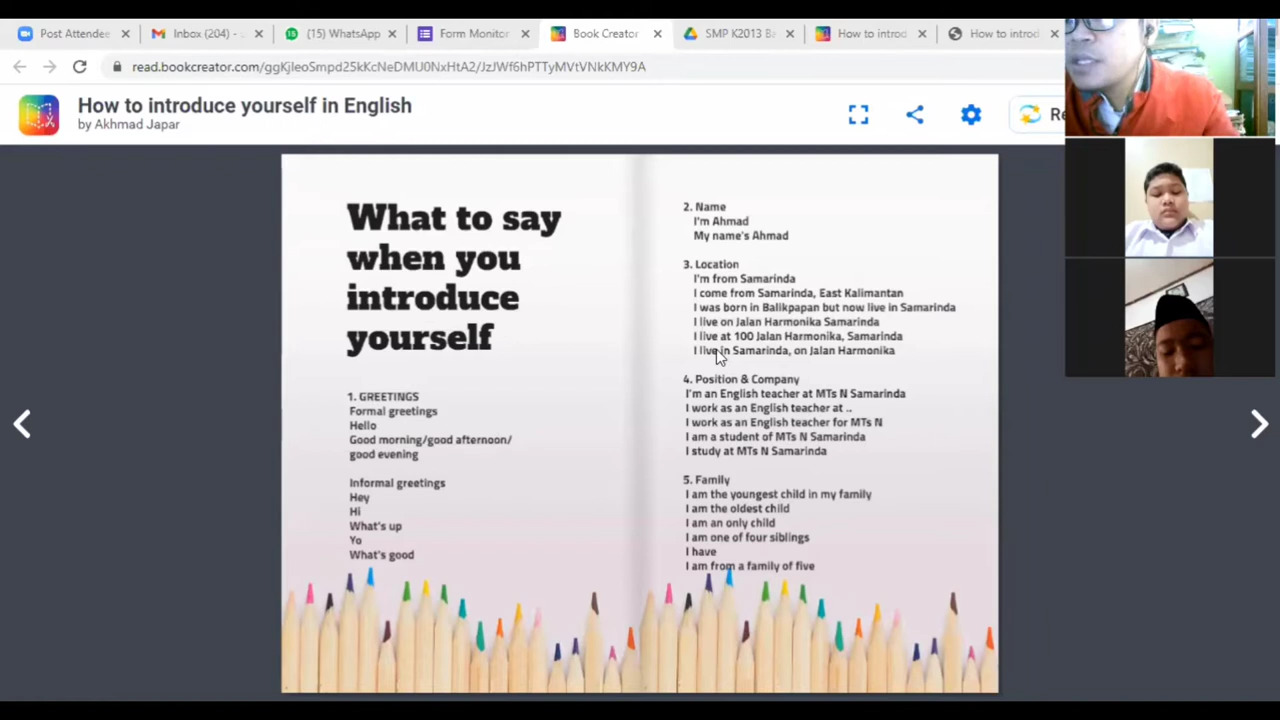 Post Attendee
Inbox (204) - ..
(15) WhatsApp
Form Monitor
Book Creator
SMP K2013 Ba
How to introd
How to introd
read.bookcreator.com/ggKjleoSmpd25kKcNeDMU0NxHtA2/JzJWf6hPTTyMVtVNkKMY9A
How to introduce yourself in English
by Akhmad Japar
Re
What to say
when you
introduce
yourself
1. GREETINGS
Formal greetings
Hello
Good morning/good afternoon/
good evening
Informal greetings
Hey
Hi
What's up
Yo
What's good
2. Name
I'm Ahmad
My name's Ahmad
3. Location
I'm from Samarinda
I come from Samarinda, East Kalimantan
I was born in Balikpapan but now live in Samarinda
I live on Jalan Harmonika Samarinda
I live at 100 Jalan Harmonika, Samarinda
I live in Samarinda, on Jalan Harmonika
4. Position & Company
I'm an English teacher at MTs N Samarinda
I work as an English teacher at ..
I work as an English teacher for MTs N
I am a student of MTs N Samarinda
I study at MTs N Samarinda
5. Family
I am the youngest child in my family
I am the oldest child
I am an only child
I am one of four siblings
I have
I am from a family of five